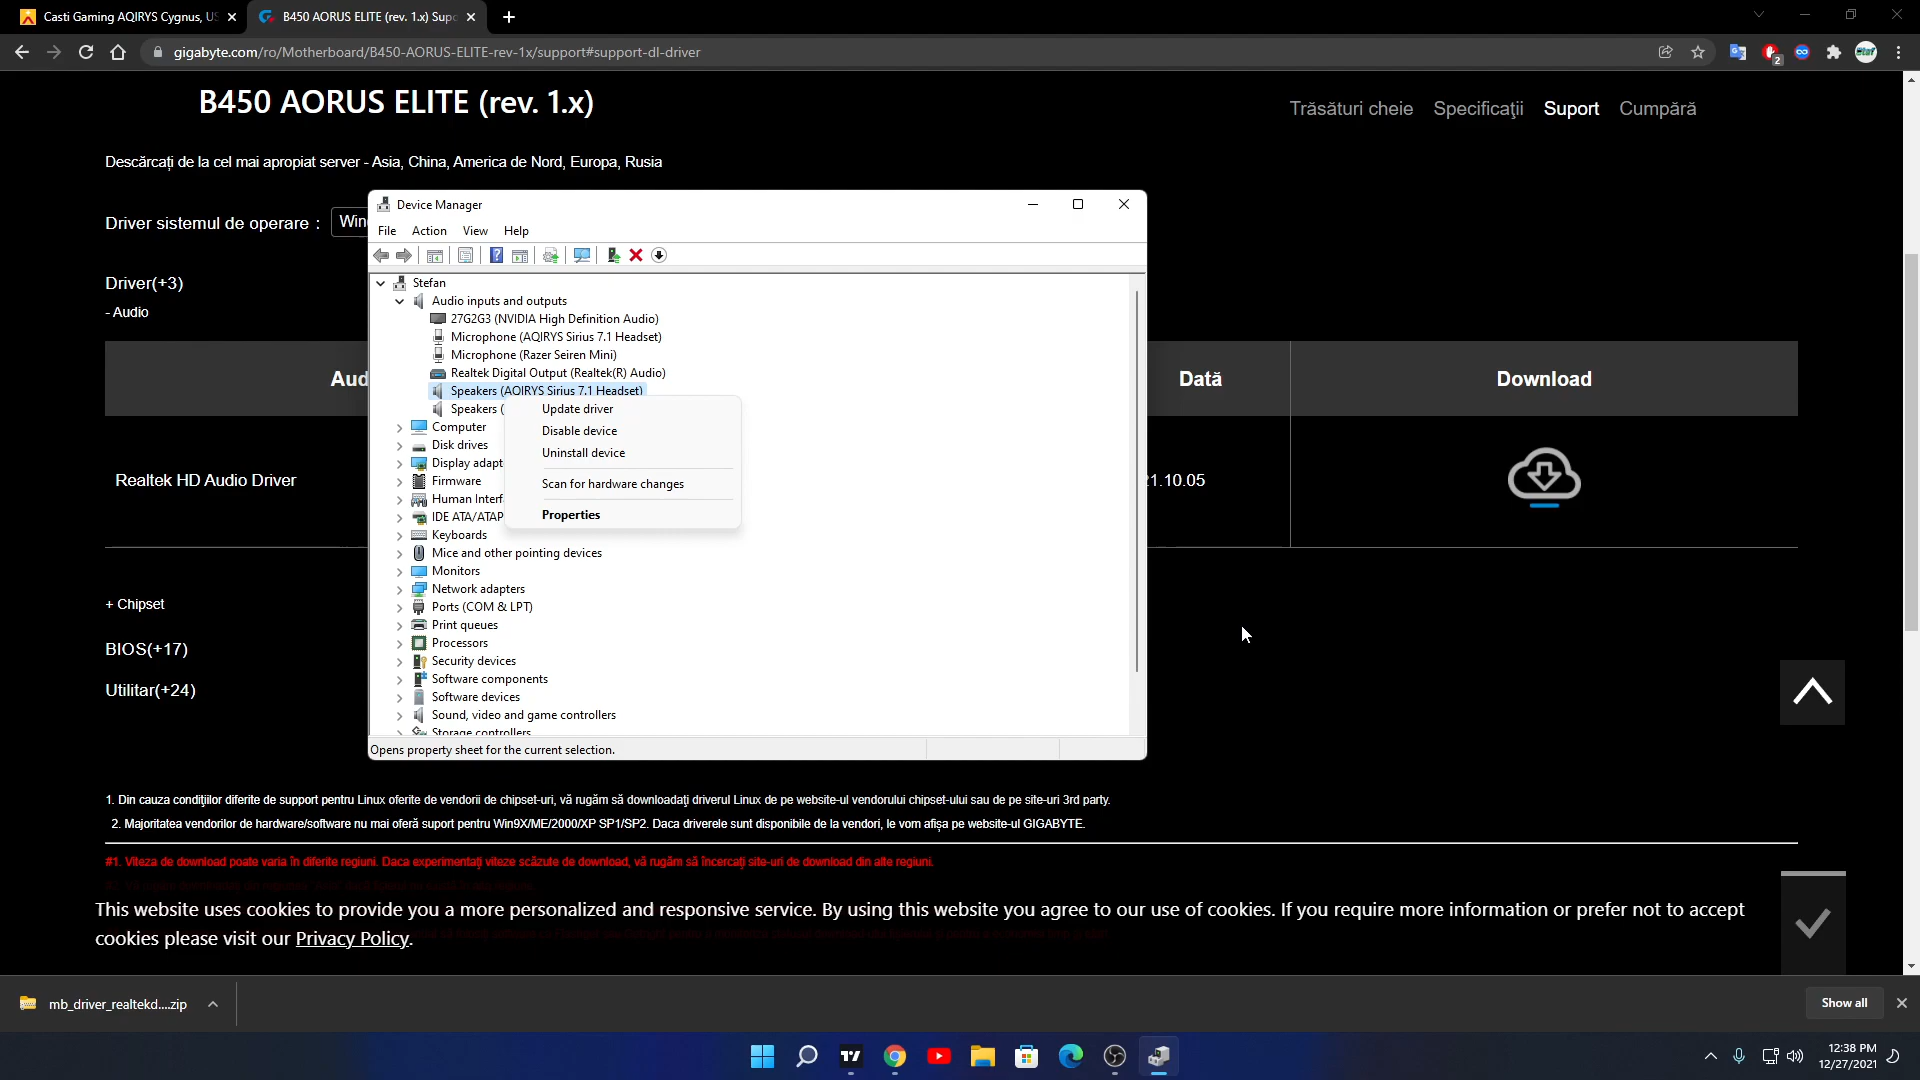 Casti Gaming AQIRYS Cygnus, US
B450 AORUS ELITE (rev. 1.x) Supo
gigabyte.com/ro/Motherboard/B450-AORUS-ELITE-rev-1x/support#support-dl-driver
2
Stef
B450 AORUS ELITE (rev. 1.x)
Trăsături cheie Specificaţii Suport Cumpără
Descărcați de la cel mai apropiat server - Asia, China, America de Nord, Europa, Rusia
Driver sistemul de operare : Win
Driver(+3)
- Audio
Aud
Dată
Download
Realtek HD Audio Driver
21.10.05
+ Chipset
BIOS(+17)
Utilitar(+24)
Device Manager
File Action View Help
Stefan
Audio inputs and outputs
27G2G3 (NVIDIA High Definition Audio)
Microphone (AQIRYS Sirius 7.1 Headset)
Microphone (Razer Seiren Mini)
Realtek Digital Output (Realtek(R) Audio)
Speakers (AQIRYS Sirius 7.1 Headset)
Speakers (
Computer
Disk drives
Display adapt
Firmware
Human Interf
IDE ATA/ATAP
Keyboards
Mice and other pointing devices
Monitors
Network adapters
Ports (COM & LPT)
Print queues
Processors
Security devices
Software components
Software devices
Sound, video and game controllers
Storage controllers
Update driver
Disable device
Uninstall device
Scan for hardware changes
Properties
Opens property sheet for the current selection.
1. Din cauza condiţiilor diferite de support pentru Linux oferite de vendorii de chipset-uri, vă rugăm să downloadaţi driverul Linux de pe website-ul vendorului chipset-ului sau de pe site-uri 3rd party.
2. Majoritatea vendorilor de hardware/software nu mai oferă suport pentru Win9X/ME/2000/XP SP1/SP2. Daca driverele sunt disponibile de la vendori, le vom afişa pe website-ul GIGABYTE.
#1. Viteza de download poate varia în diferite regiuni. Daca experimentaţi viteze scăzute de download, vă rugăm să încercaţi site-uri de download din alte regiuni.
This website uses cookies to provide you a more personalized and responsive service. By using this website you agree to our use of cookies. If you require more information or prefer not to accept
cookies please visit our Privacy Policy.
mb_driver_realtekd....zip
Show all
12:38 PM
12/27/2021